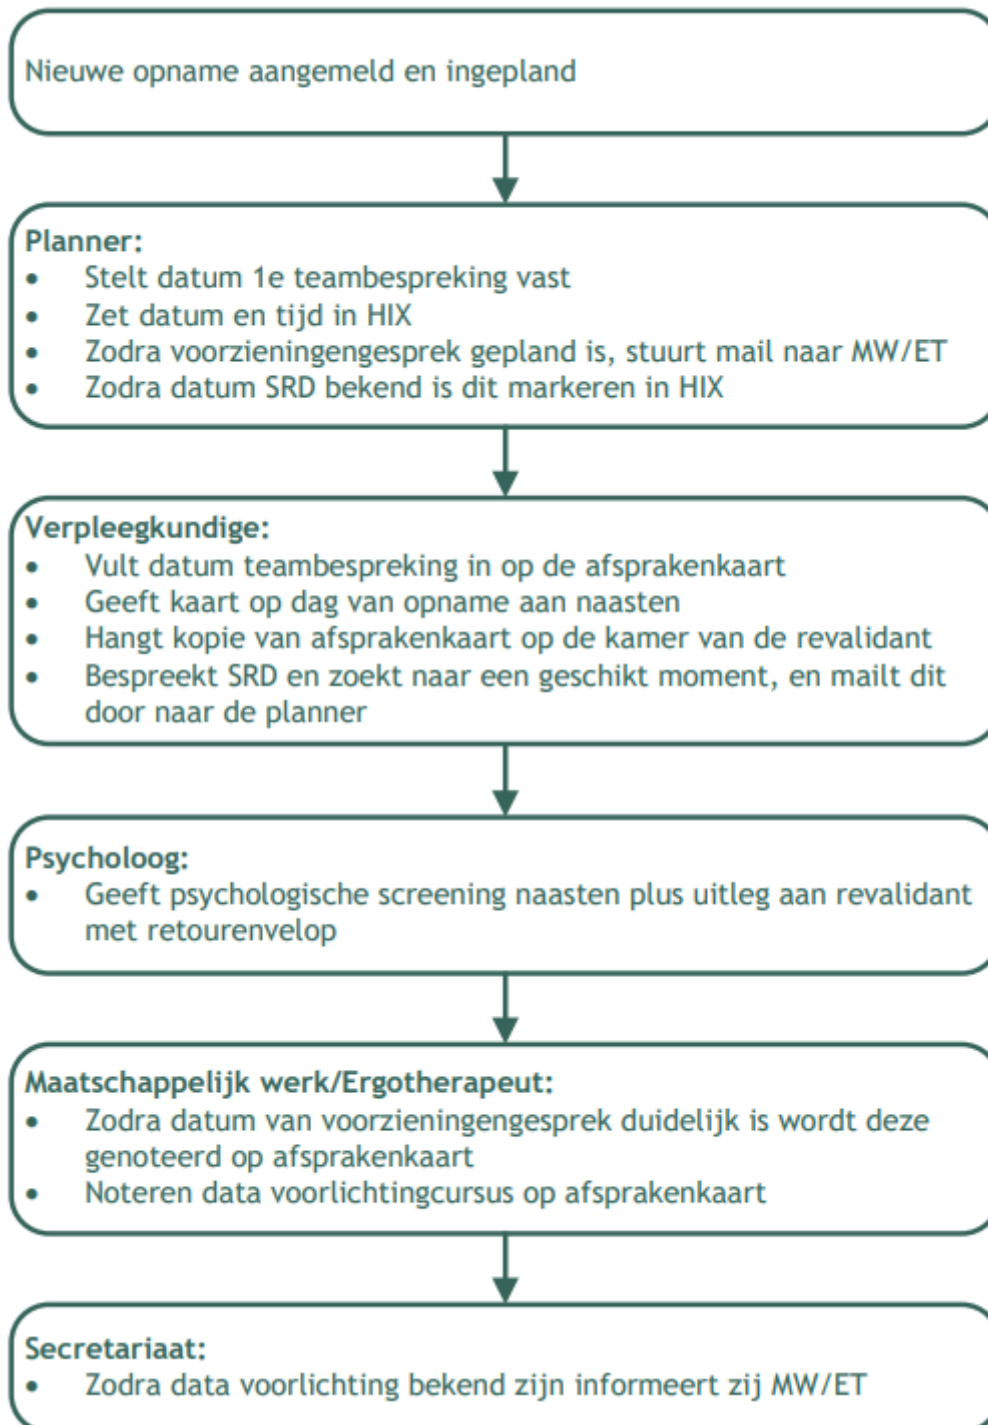 Nieuwe opname aangemeld en ingepland
Planner:
• Stelt datum 1e teambespreking vast
• Zet datum en tijd in HIX
• Zodra voorzieningengesprek gepland is, stuurt mail naar MW/ET
• Zodra datum SRD bekend is dit markeren in HIX
Verpleegkundige:
• Vult datum teambespreking in op de afsprakenkaart
• Geeft kaart op dag van opname aan naasten
• Hangt kopie van afsprakenkaart op de kamer van de revalidant
• Bespreekt SRD en zoekt naar een geschikt moment, en mailt dit
door naar de planner
Psycholoog:
• Geeft psychologische screening naasten plus uitleg aan revalidant
met retourenvelop
Maatschappelijk werk/Ergotherapeut:
• Zodra datum van voorzieningengesprek duidelijk is wordt deze
genoteerd op afsprakenkaart
• Noteren data voorlichtingcursus op afsprakenkaart
Secretariaat:
• Zodra data voorlichting bekend zijn informeert zij MW/ET